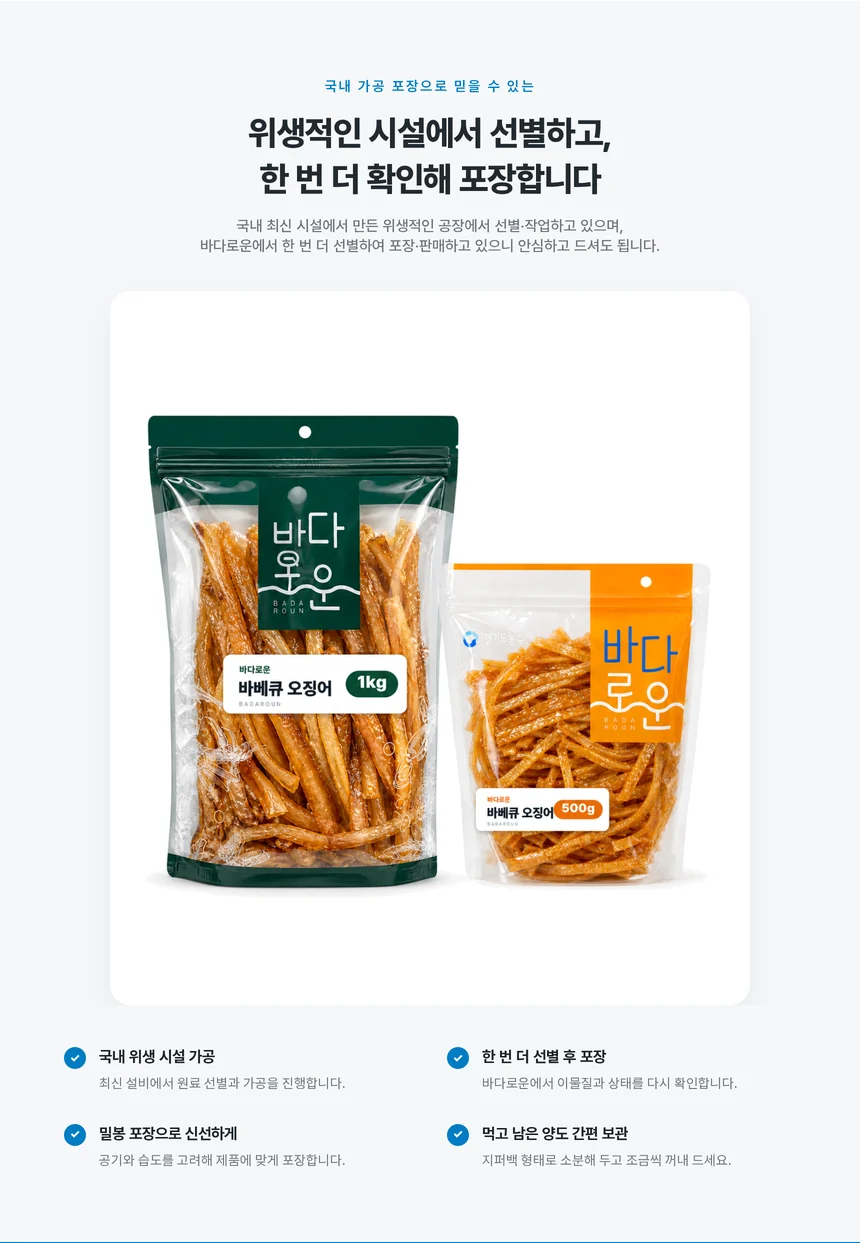 국내 가공 포장으로 믿을 수 있는
위생적인 시설에서 선별하고,
한 번 더 확인해 포장합니다
국내 최신 시설에서 만든 위생적인 공장에서 선별·작업하고 있으며,
바다로운에서 한 번 더 선별하여 포장·판매하고 있으니 안심하고 드셔도 됩니다.
바다
로운
BADA
ROUN
바다로운
바베큐 오징어 1kg
BADAROUN
바다
로운
BADA
ROUN
바다로운
바베큐 오징어 500g
BADAROUN
국내 위생 시설 가공
최신 설비에서 원료 선별과 가공을 진행합니다.
한 번 더 선별 후 포장
바다로운에서 이물질과 상태를 다시 확인합니다.
밀봉 포장으로 신선하게
공기와 습도를 고려해 제품에 맞게 포장합니다.
먹고 남은 양도 간편 보관
지퍼백 형태로 소분해 두고 조금씩 꺼내 드세요.